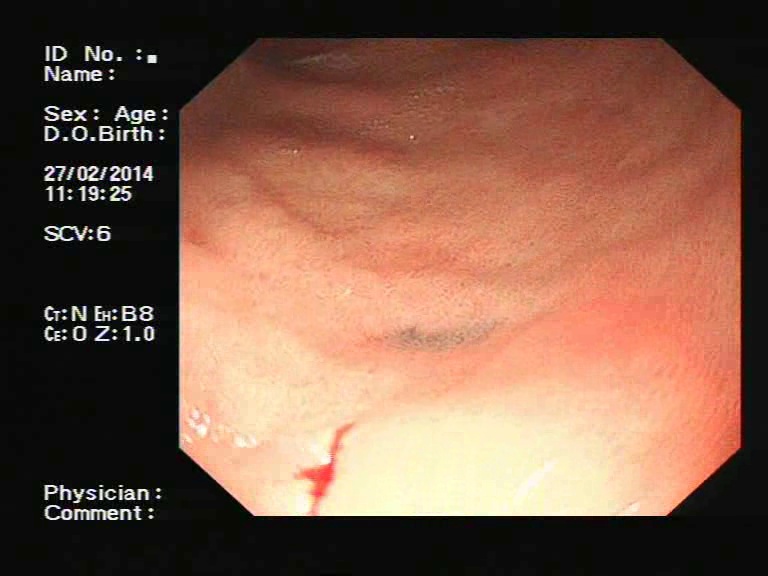 ID No. :
Name:
Sex: Age:
D.O.Birth:
27/02/2014
11:19:25
SCV:6
CT:N EH:B8
CE:0 Z:1.0
Physician:
Comment: